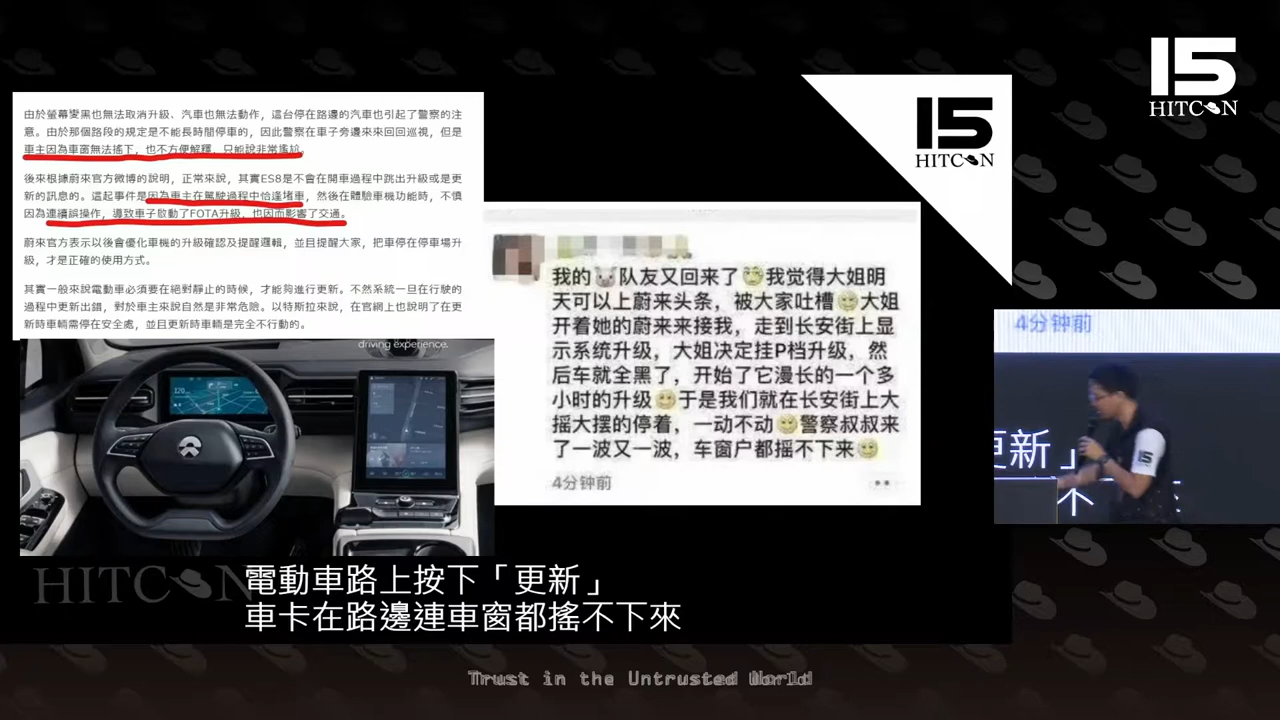 15
HITCON
15
HITCON
由於螢幕變黑也無法取消升級、汽車也無法動作，這台停在路邊的汽車也引起了警察的注
意。由於那個路段的規定是不能長時間停車的，因此警察在車子旁邊來來回回巡視，但是
車主因為車窗無法搖下，也不方便解釋，只能說非常尷尬。
後來根據蔚來官方微博的說明，正常來說，其實ES8是不會在開車過程中跳出升級或是更
新的訊息的。這起事件是因為車主在駕駛過程中恰逢堵車，然後在體驗車機功能時，不慎
因為連續誤操作，導致車子啟動了FOTA升級，也因而影響了交通。
蔚來官方表示以後會優化車機的升級確認及提醒邏輯，並且提醒大家，把車停在停車場升
級，才是正確的使用方式。
其實一般來說電動車必須要在絕對靜止的時候，才能夠進行更新。不然系統一旦在行駛的
過程中更新出錯，對於車主來說自然是非常危險。以特斯拉來說，在官網上也說明了在更
新時車輛需停在安全處，並且更新時車輛是完全不行動的。
driving experience.
我的🐷队友又回来了 我觉得大姐明
天可以上蔚来头条，被大家吐槽 大姐
开着她的蔚来来接我，走到长安街上显
示系统升级，大姐决定挂P档升级，然
后车就全黑了，开始了它漫长的一个多
小时的升级 于是我们就在长安街上大
摇大摆的停着，一动不动 警察叔叔来
了一波又一波，车窗户都摇不下来
4分钟前
4分钟前
更新」
不
15
HITCON
電動車路上按下「更新」
車卡在路邊連車窗都搖不下來
Trust in the Untrusted World